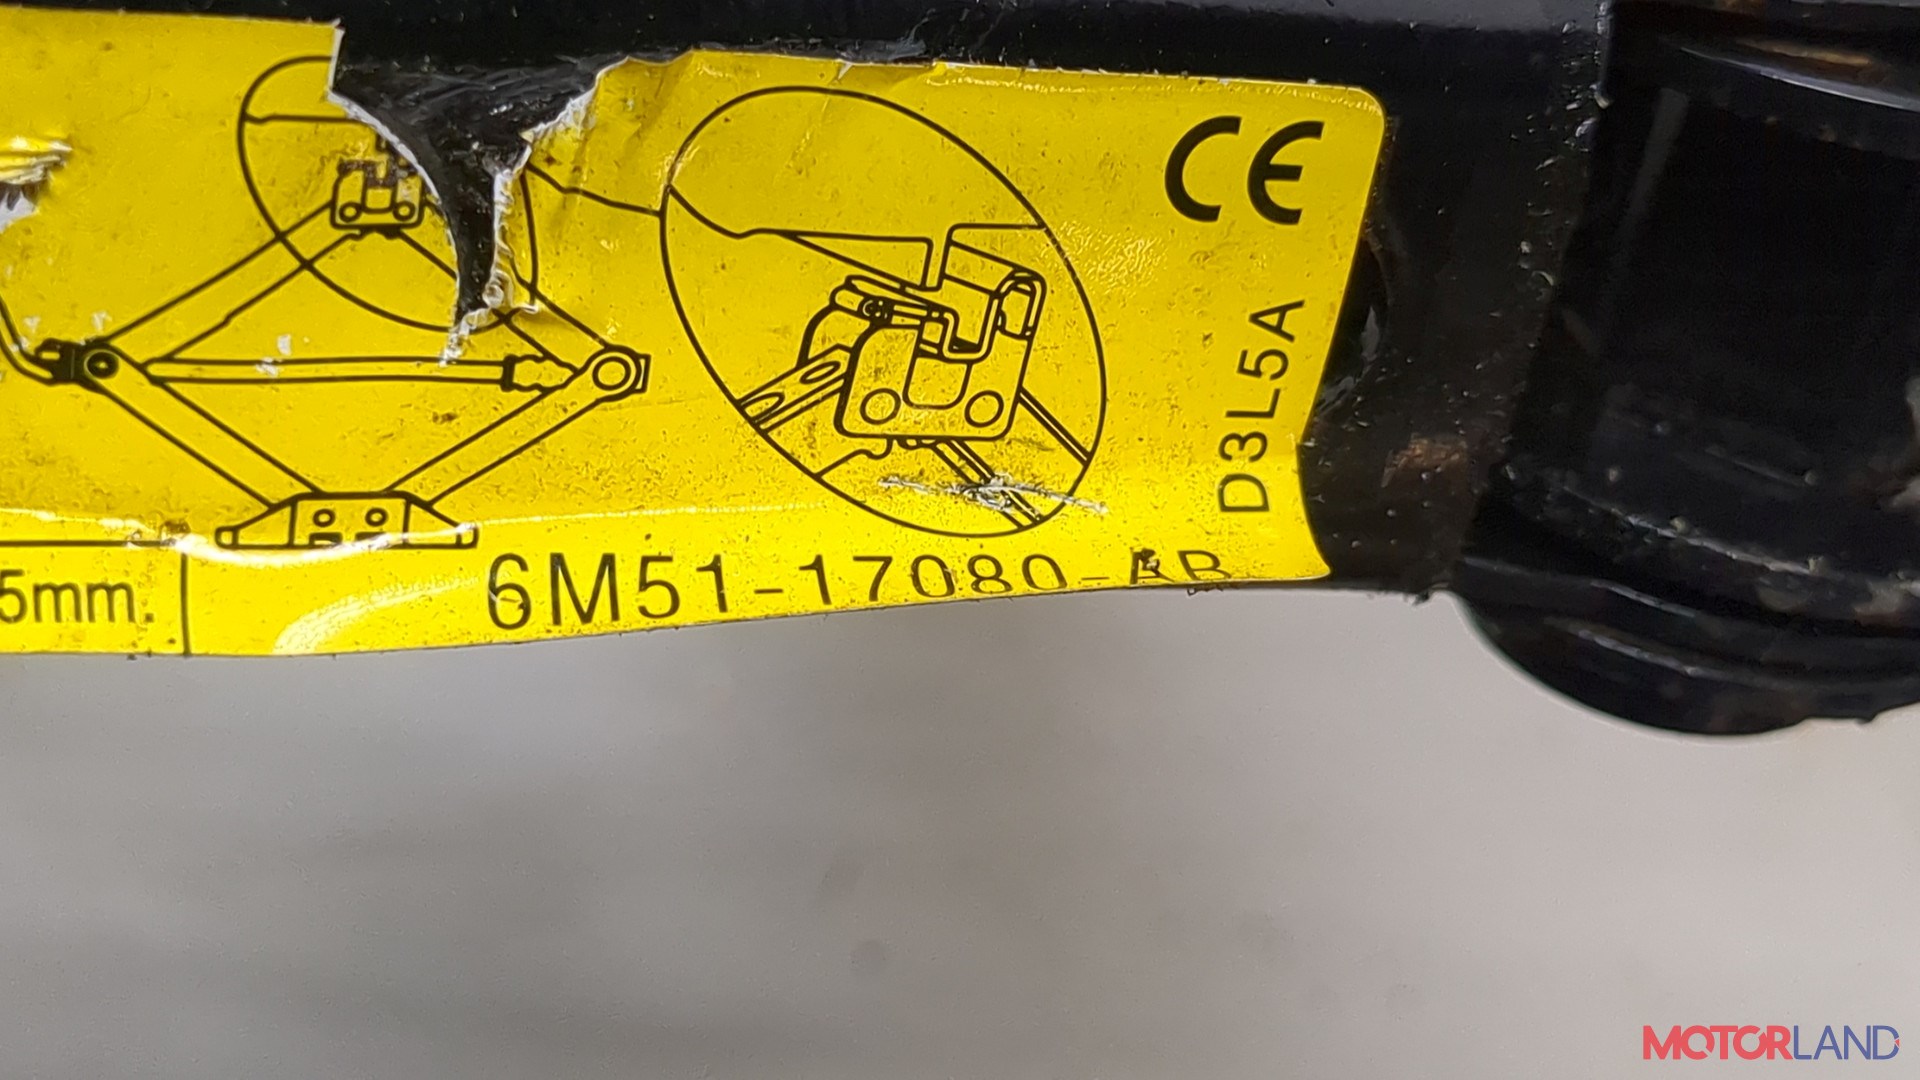 CE
D3L5A
5mm.
6M51-17080-AB
MOTORLAND